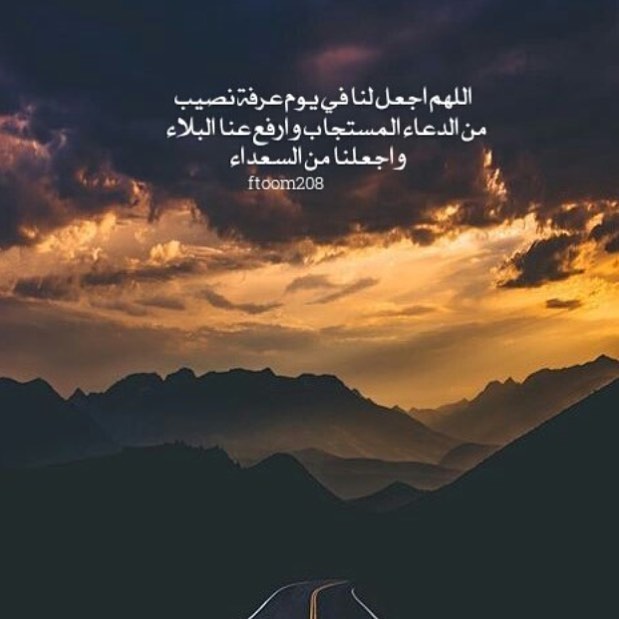 اللهم اجعل لنا في يوم عرفة نصيب
من الدعاء المستجاب وارفع عنا البلاء
واجعلنا من السعداء
ftoom208